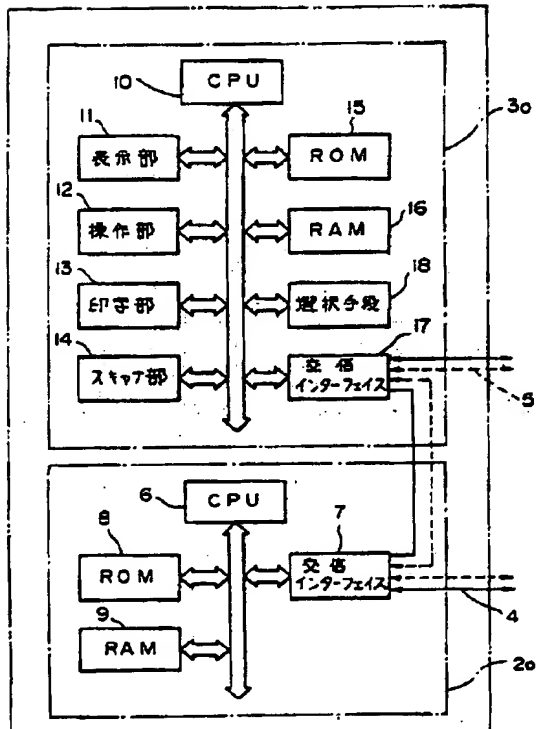 10
CPU
3a
11
表示部
15
ROM
12
操作部
16
RAM
13
印字部
18
選択手段
14
スキャナ部
17
交信
インターフェイス
5
6
CPU
8
ROM
7
交信
インターフェイス
9
RAM
4
2a